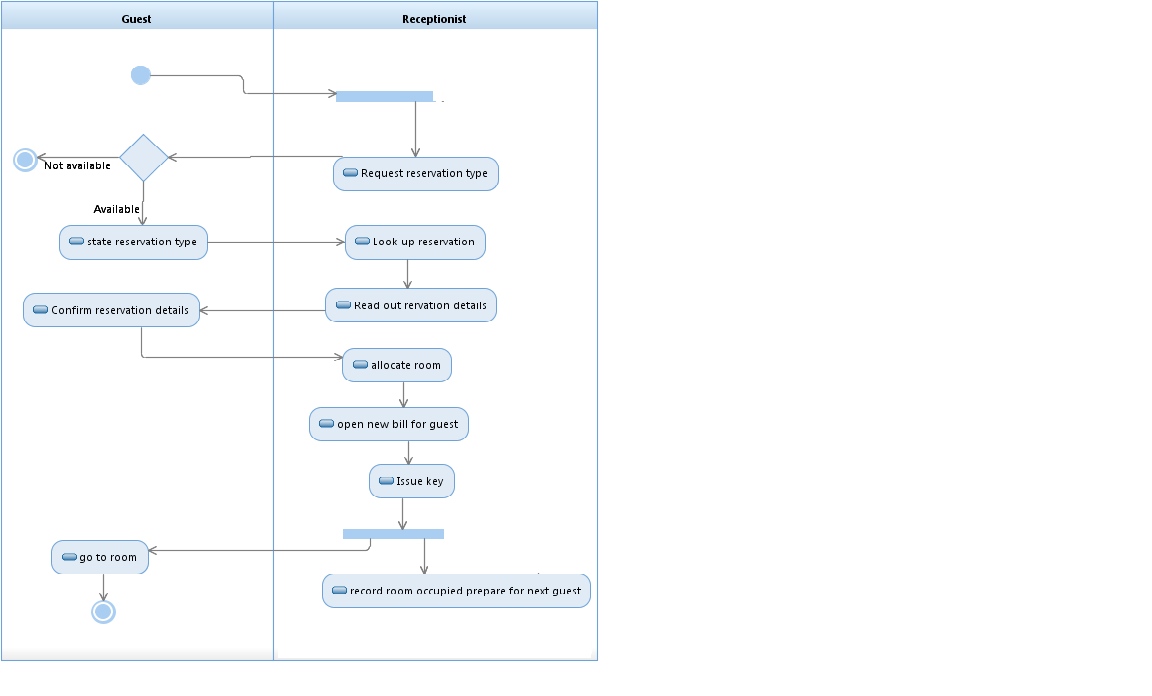 Guest
Receptionist
Not available
Request reservation type
Available
state reservation type
Look up reservation
Confirm reservation details
Read out rervation details
allocate room
open new bill for guest
Issue key
go to room
record room occupied prepare for next guest